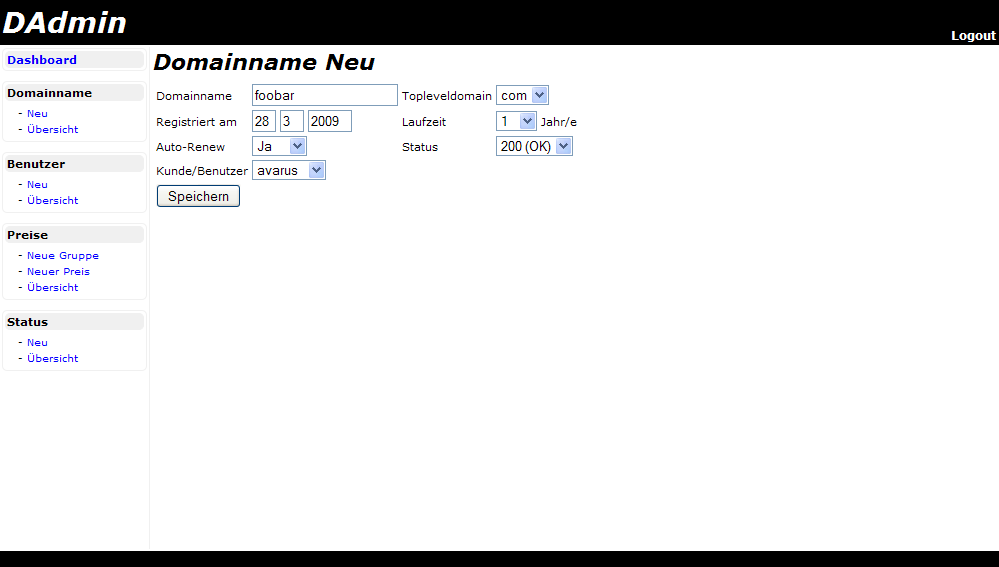 DAdmin
Logout
Dashboard
Domainname
- Neu
- Übersicht
Benutzer
- Neu
- Übersicht
Preise
- Neue Gruppe
- Neuer Preis
- Übersicht
Status
- Neu
- Übersicht
Domainname Neu
Domainname foobar Topleveldomain com
Registriert am 28 3 2009 Laufzeit 1 Jahr/e
Auto-Renew Ja Status 200 (OK)
Kunde/Benutzer avarus
Speichern